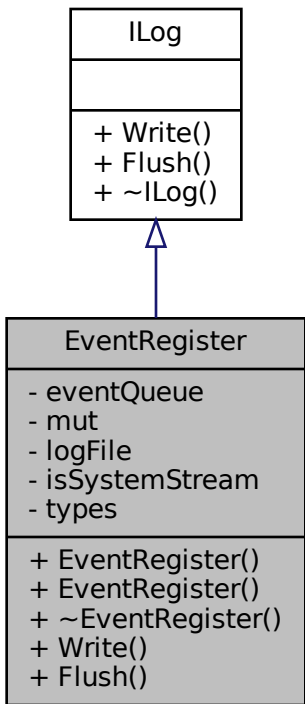 ILog
+ Write()
+ Flush()
+ ~ILog()
EventRegister
- eventQueue
- mut
- logFile
- isSystemStream
- types
+ EventRegister()
+ EventRegister()
+ ~EventRegister()
+ Write()
+ Flush()